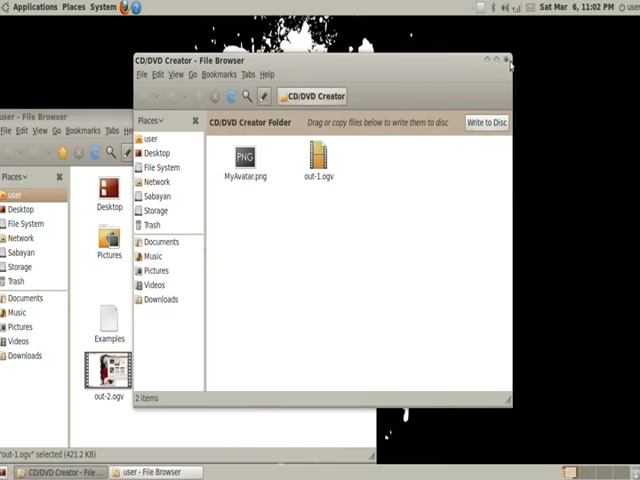 Applications Places System
Sat Mar 6, 11:02 PM user
CD/DVD Creator - File Browser
File Edit View Go Bookmarks Tabs Help
CD/DVD Creator
Places
CD/DVD Creator Folder
Drag or copy files below to write them to disc
Write to Disc
user
Desktop
File System
Network
Sabayan
Storage
Trash
Documents
Music
Pictures
Videos
Downloads
PNG
MyAvatar.png
out-1.ogv
2 items
user - File Browser
File Edit View Go Bookmarks Tabs He
Places
user
Desktop
File System
Network
Sabayan
Storage
Trash
Documents
Music
Pictures
Videos
Downloads
Desktop
Pictures
Examples
out-2.ogv
"out-1.ogv" selected (421.2 KB)
CD/DVD Creator - File ...
user - File Browser